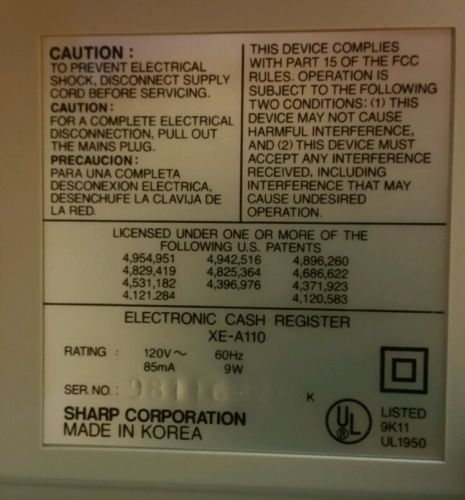 CAUTION :
TO PREVENT ELECTRICAL
SHOCK, DISCONNECT SUPPLY
CORD BEFORE SERVICING.
CAUTION :
FOR A COMPLETE ELECTRICAL
DISCONNECTION, PULL OUT
THE MAINS PLUG.
PRECAUCION :
PARA UNA COMPLETA
DESCONEXION ELECTRICA,
DESENCHUFE LA CLAVIJA DE
LA RED.
THIS DEVICE COMPLIES
WITH PART 15 OF THE FCC
RULES. OPERATION IS
SUBJECT TO THE FOLLOWING
TWO CONDITIONS: (1) THIS
DEVICE MAY NOT CAUSE
HARMFUL INTERFERENCE,
AND (2) THIS DEVICE MUST
ACCEPT ANY INTERFERENCE
RECEIVED, INCLUDING
INTERFERENCE THAT MAY
CAUSE UNDESIRED
OPERATION.
LICENSED UNDER ONE OR MORE OF THE
FOLLOWING U.S. PATENTS
4,954,951 4,942,516 4,896,260
4,829,419 4,825,364 4,686,622
4,531,182 4,396,976 4,371,923
4,121,284 4,120,583
ELECTRONIC CASH REGISTER
XE-A110
RATING : 120V~ 60Hz
85mA 9W
SER. NO. : K
SHARP CORPORATION
MADE IN KOREA
UL
LISTED
9K11
UL1950